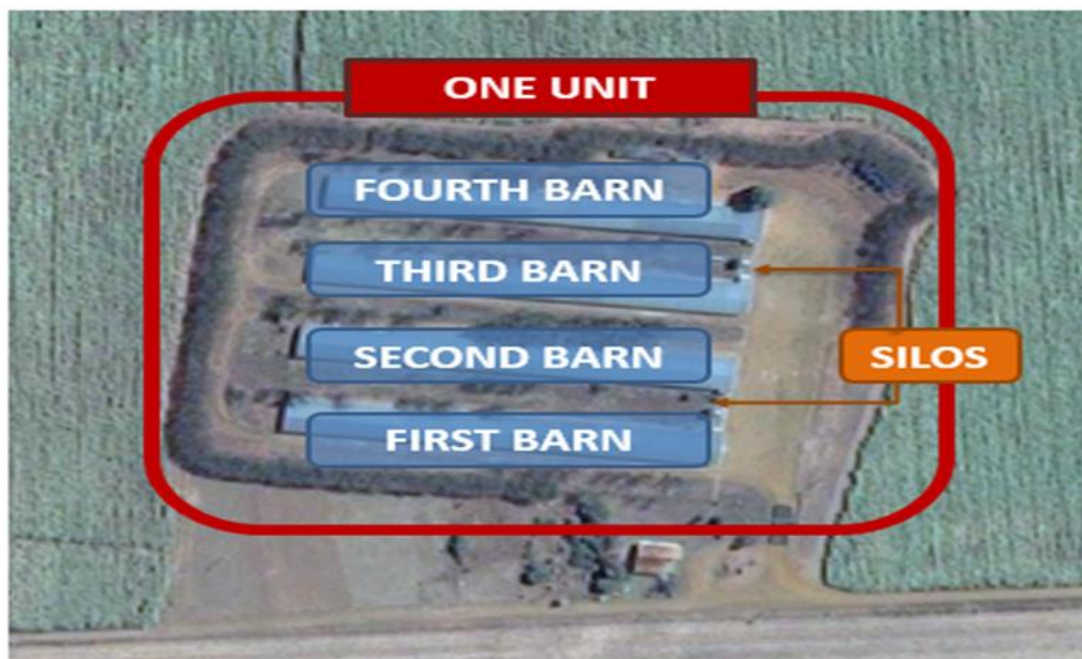 ONE UNIT
FOURTH BARN
THIRD BARN
SECOND BARN
SILOS
FIRST BARN